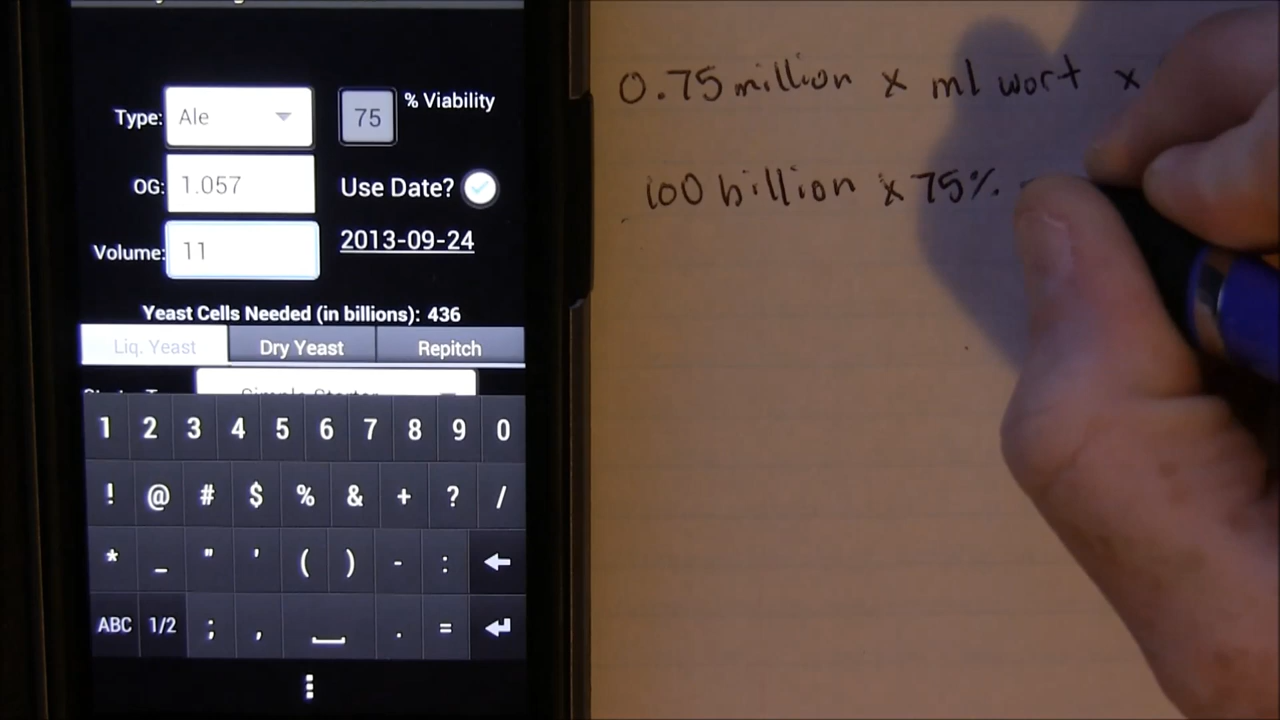 Type: Ale
75 % Viability
OG: 1.057
Use Date?
Volume: 11
2013-09-24
Yeast Cells Needed (in billions): 436
Liq. Yeast Dry Yeast Repitch
Simple Starter
1 2 3 4 5 6 7 8 9 0
! @ # $ % & + ? /
* _ " ' ( ) - :
ABC 1/2 ; , . =
0.75 million x ml wort x
100 billion x 75%